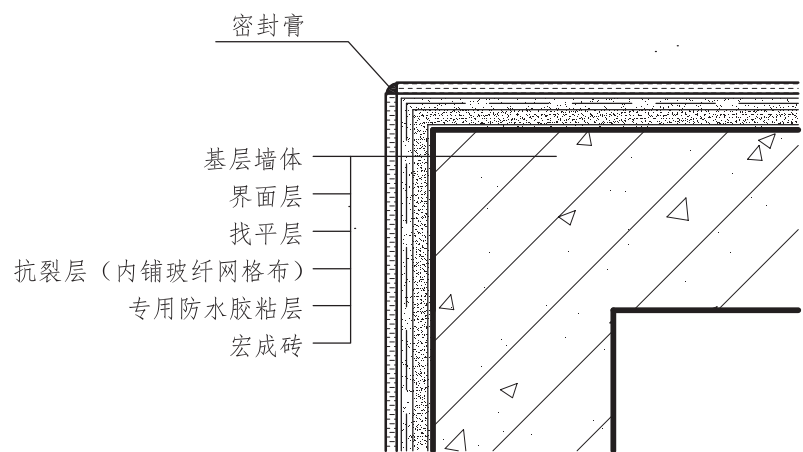 密封膏
基层墙体
界面层
找平层
抗裂层（内铺玻纤网格布）
专用防水胶粘层
宏成砖